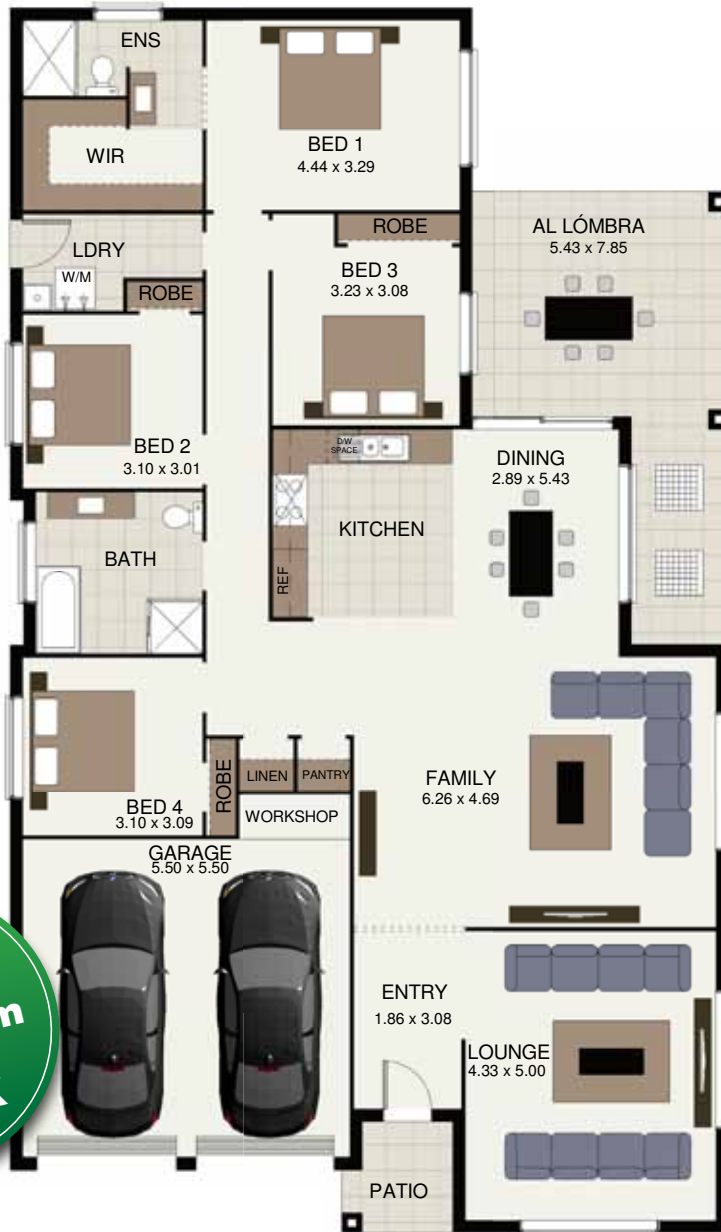 ENS
BED 1
4.44 x 3.29
WIR
ROBE
AL LÓMBRA
5.43 x 7.85
LDRY
W/M
BED 3
3.23 x 3.08
ROBE
BED 2
3.10 x 3.01
D/W
SPACE
DINING
2.89 x 5.43
KITCHEN
BATH
REF
FAMILY
6.26 x 4.69
ROBE
LINEN
PANTRY
BED 4
3.10 x 3.09
WORKSHOP
GARAGE
5.50 x 5.50
ENTRY
1.86 x 3.08
LOUNGE
4.33 x 5.00
PATIO